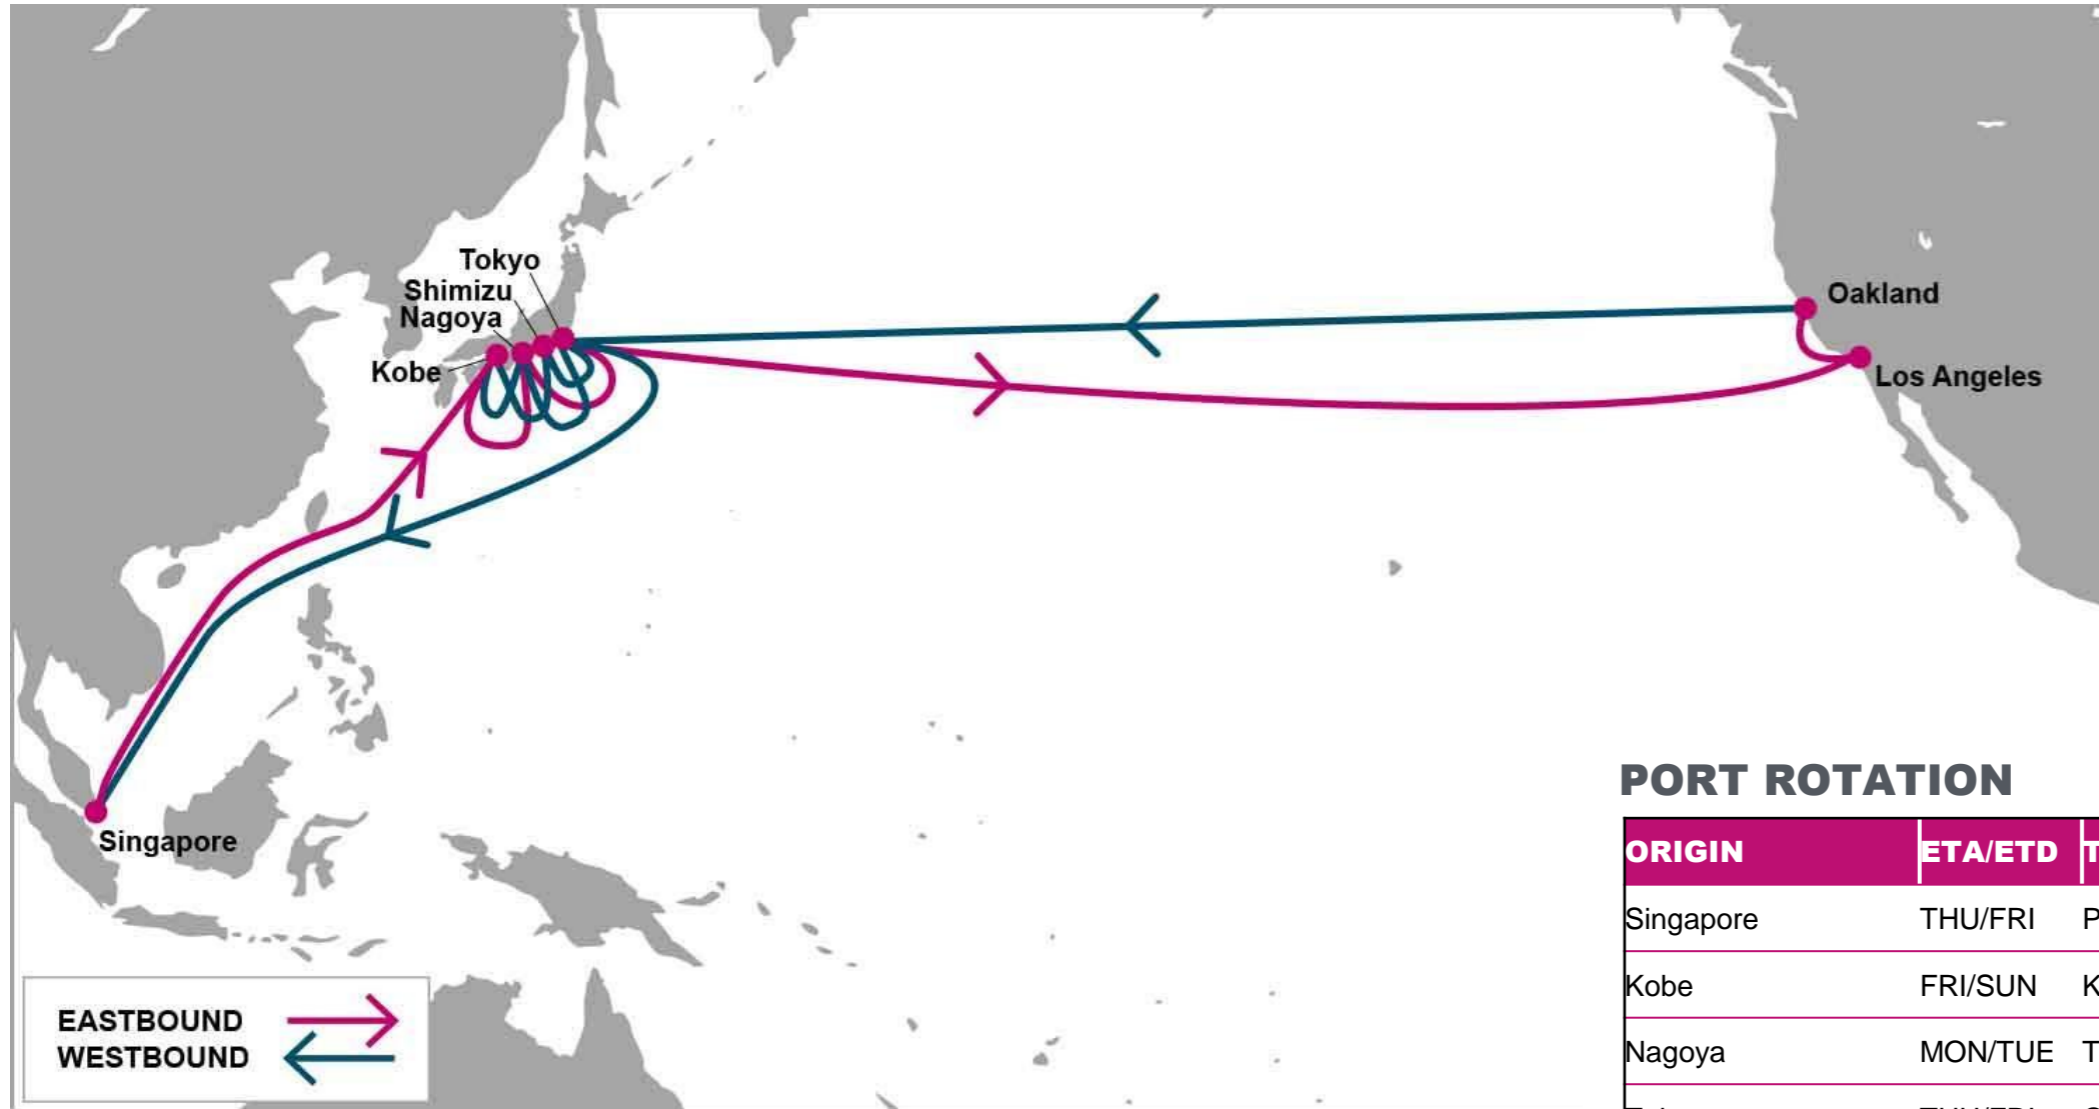 Tokyo
Shimizu
Nagoya
Kobe
Oakland
Los Angeles
Singapore
EASTBOUND
WESTBOUND
PORT ROTATION
ORIGIN ETA/ETD T
Singapore THU/FRI P
Kobe FRI/SUN K
Nagoya MON/TUE T